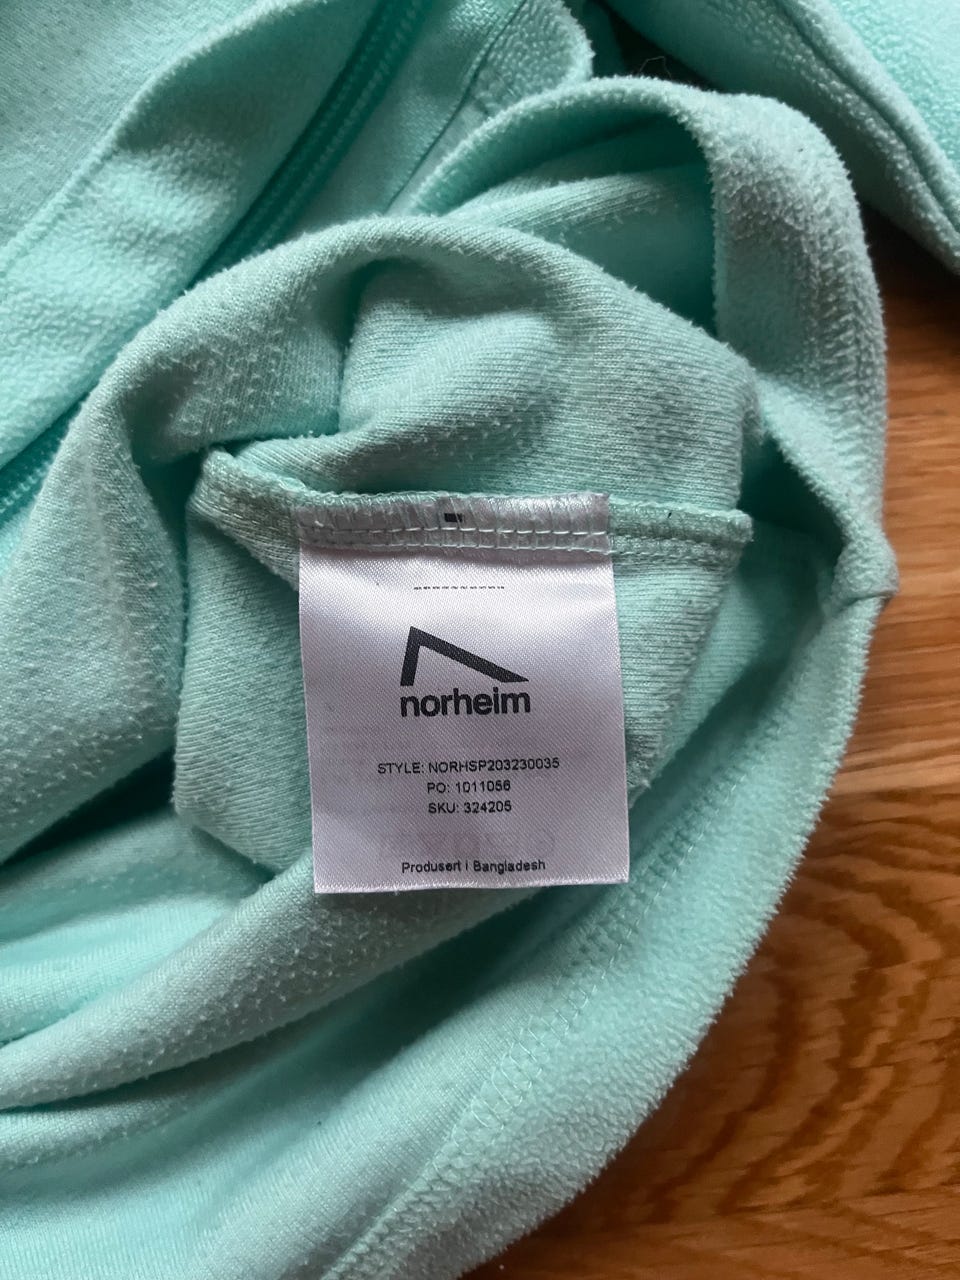 norheim
STYLE: NORHSP203230035
PO: 1011056
SKU: 324205
Produsert i Bangladesh